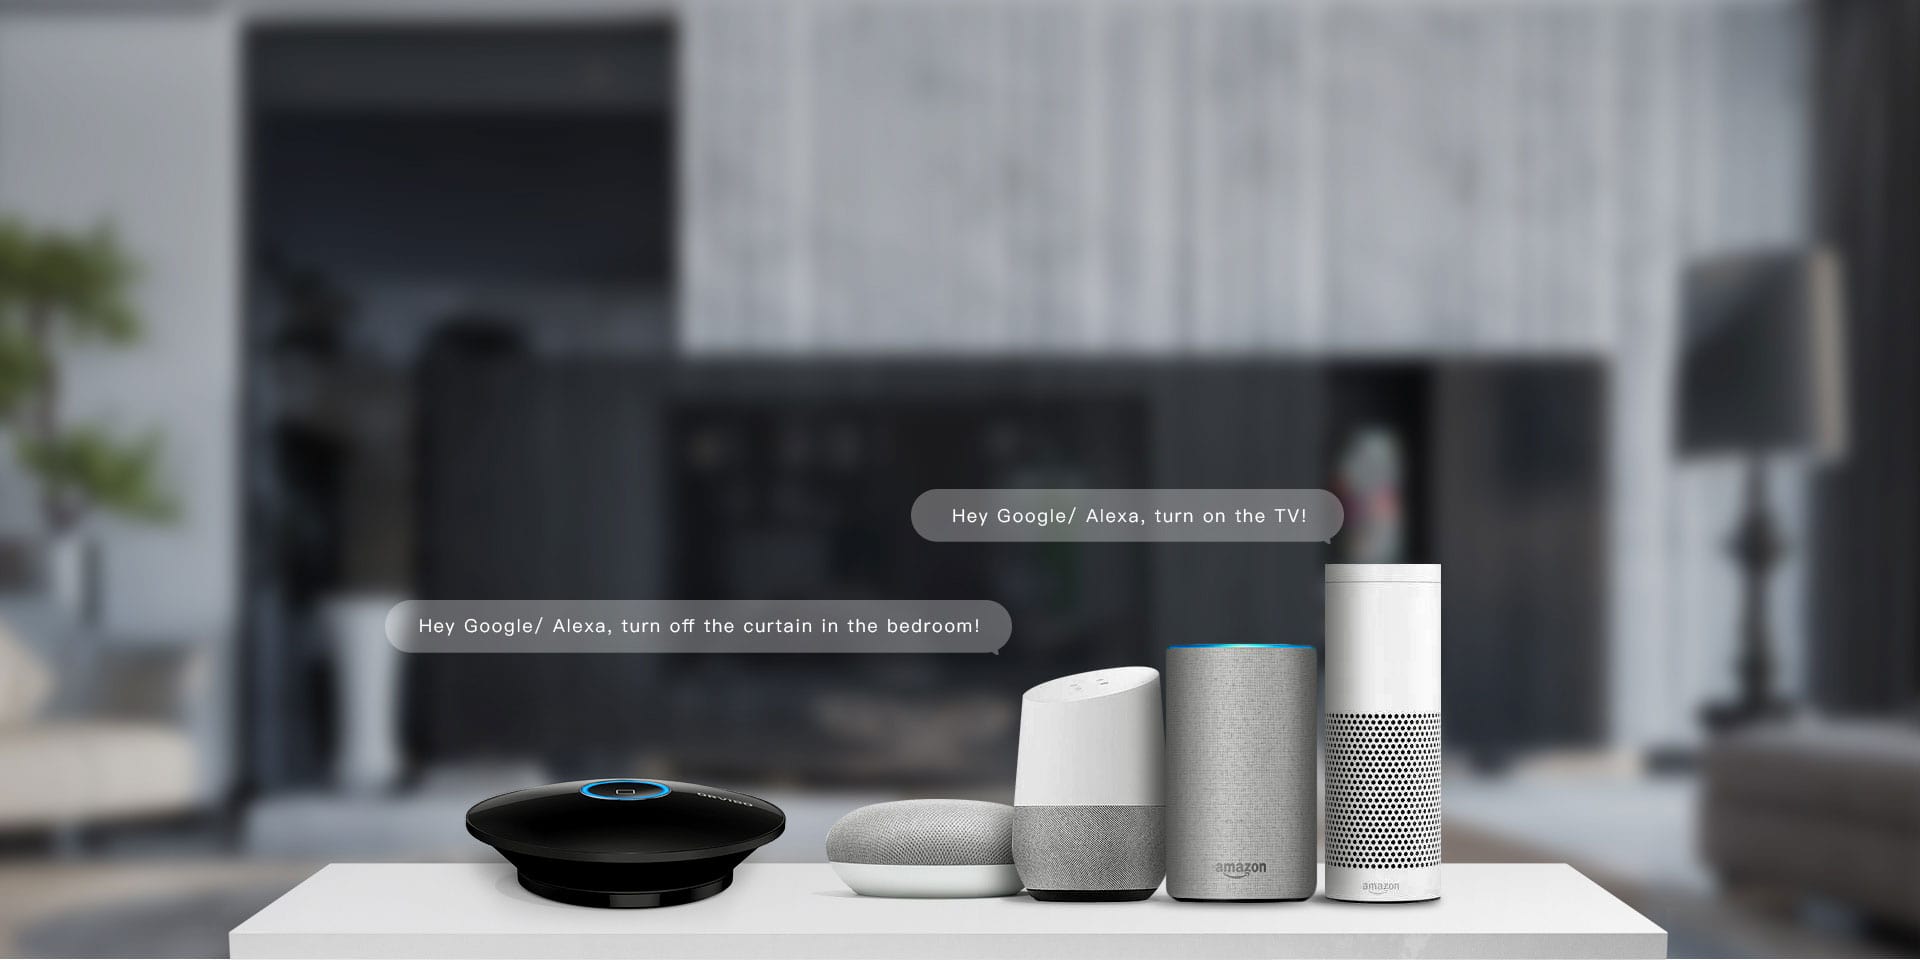 Hey Google/ Alexa, turn on the TV!
Hey Google/ Alexa, turn off the curtain in the bedroom!
ORVIBO
amazon
amazon